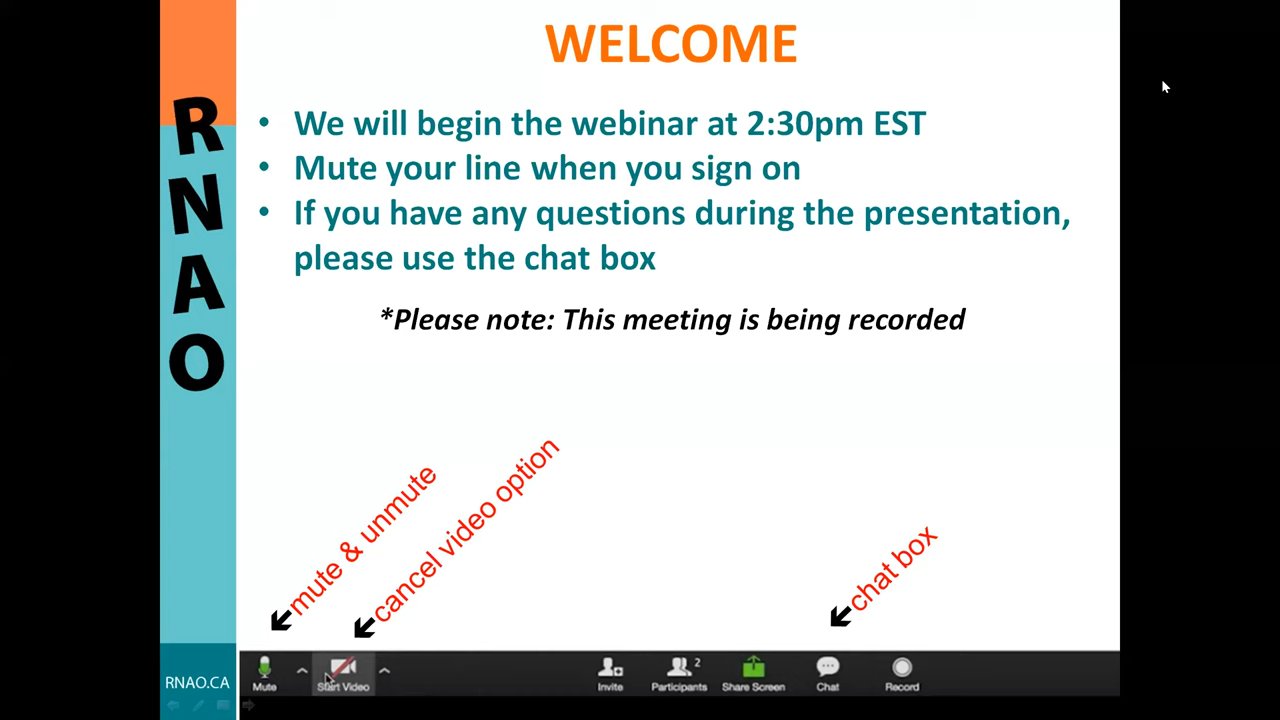 WELCOME
RNAO
• We will begin the webinar at 2:30pm EST
• Mute your line when you sign on
• If you have any questions during the presentation,
please use the chat box
*Please note: This meeting is being recorded
mute & unmute
cancel video option
chat box
RNAO.CA
Mute
Start Video
Invite
Participants
2
Share Screen
Chat
Record